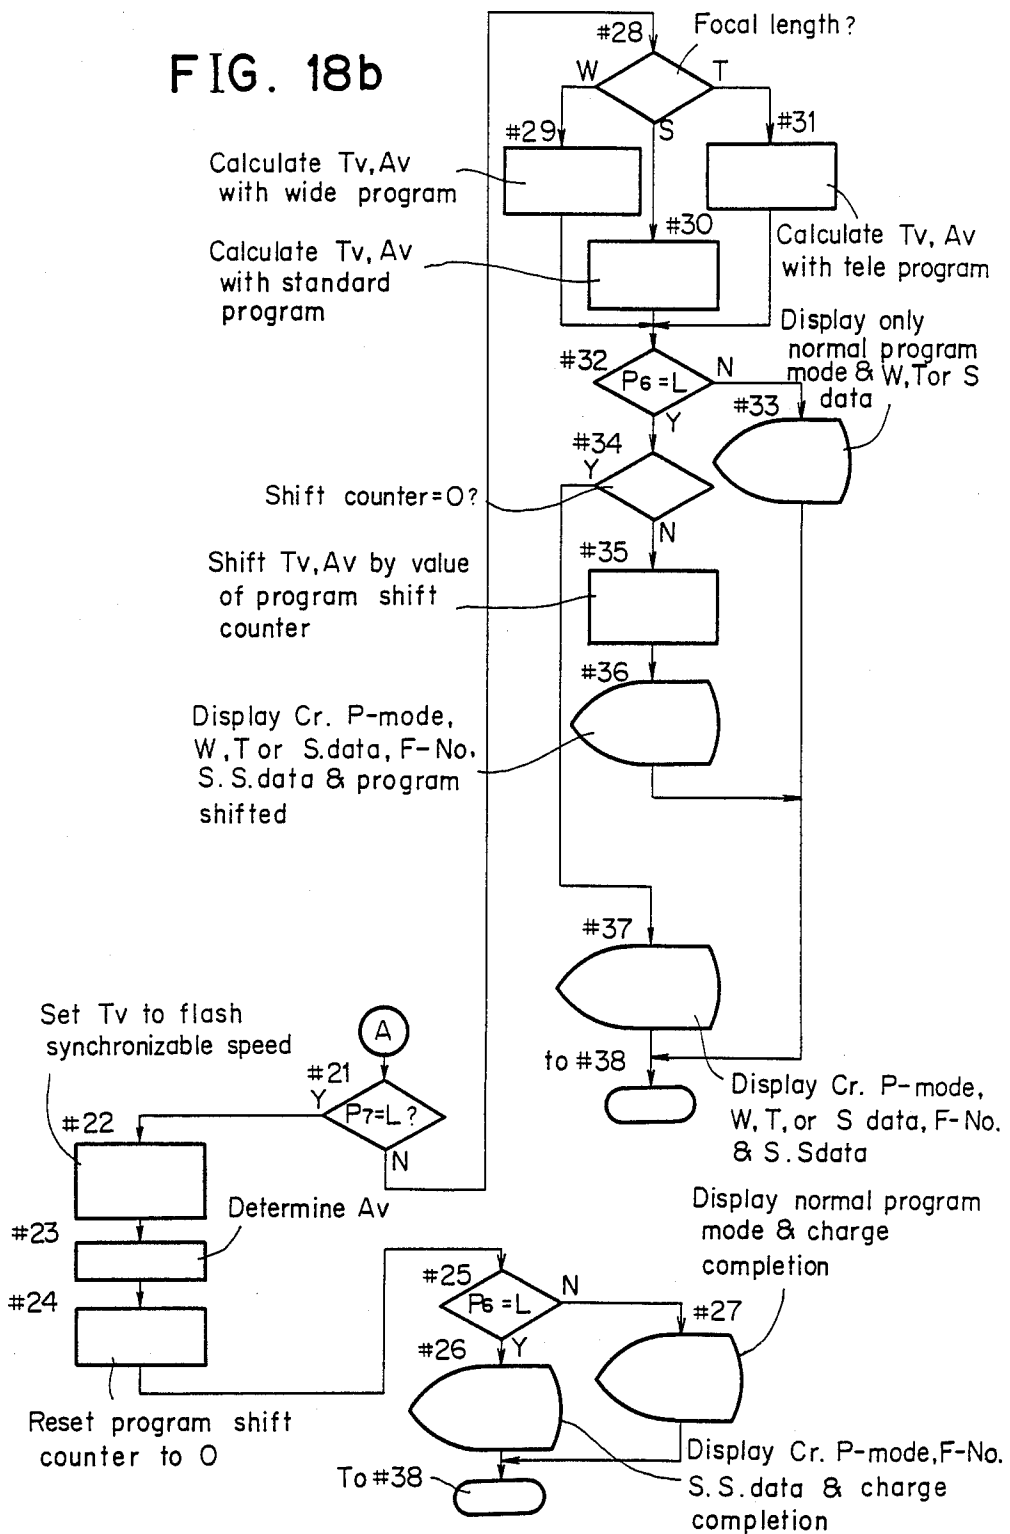 FIG. 18b
#28
Focal length?
W
T
S
#29
#31
Calculate Tv, Av
with wide program
#30
Calculate Tv, Av
with tele program
Calculate Tv, Av
with standard
program
Display only
normal program
mode & W,T or S
data
#32
P6=L
N
Y
#33
#34
Y
Shift counter=0?
N
#35
Shift Tv, Av by value
of program shift
counter
#36
Display Cr. P-mode,
W,T or S.data, F-No.
S.S.data & program
shifted
#37
to #38
Display Cr. P-mode,
W, T, or S data, F-No.
& S.Sdata
Set Tv to flash
synchronizable speed
A
#21
Y
P7=L?
N
#22
#23
Determine Av
#24
Reset program shift
counter to 0
#25
P6=L
N
Y
#26
#27
Display normal program
mode & charge
completion
To #38
Display Cr. P-mode, F-No.
S.S.data & charge
completion